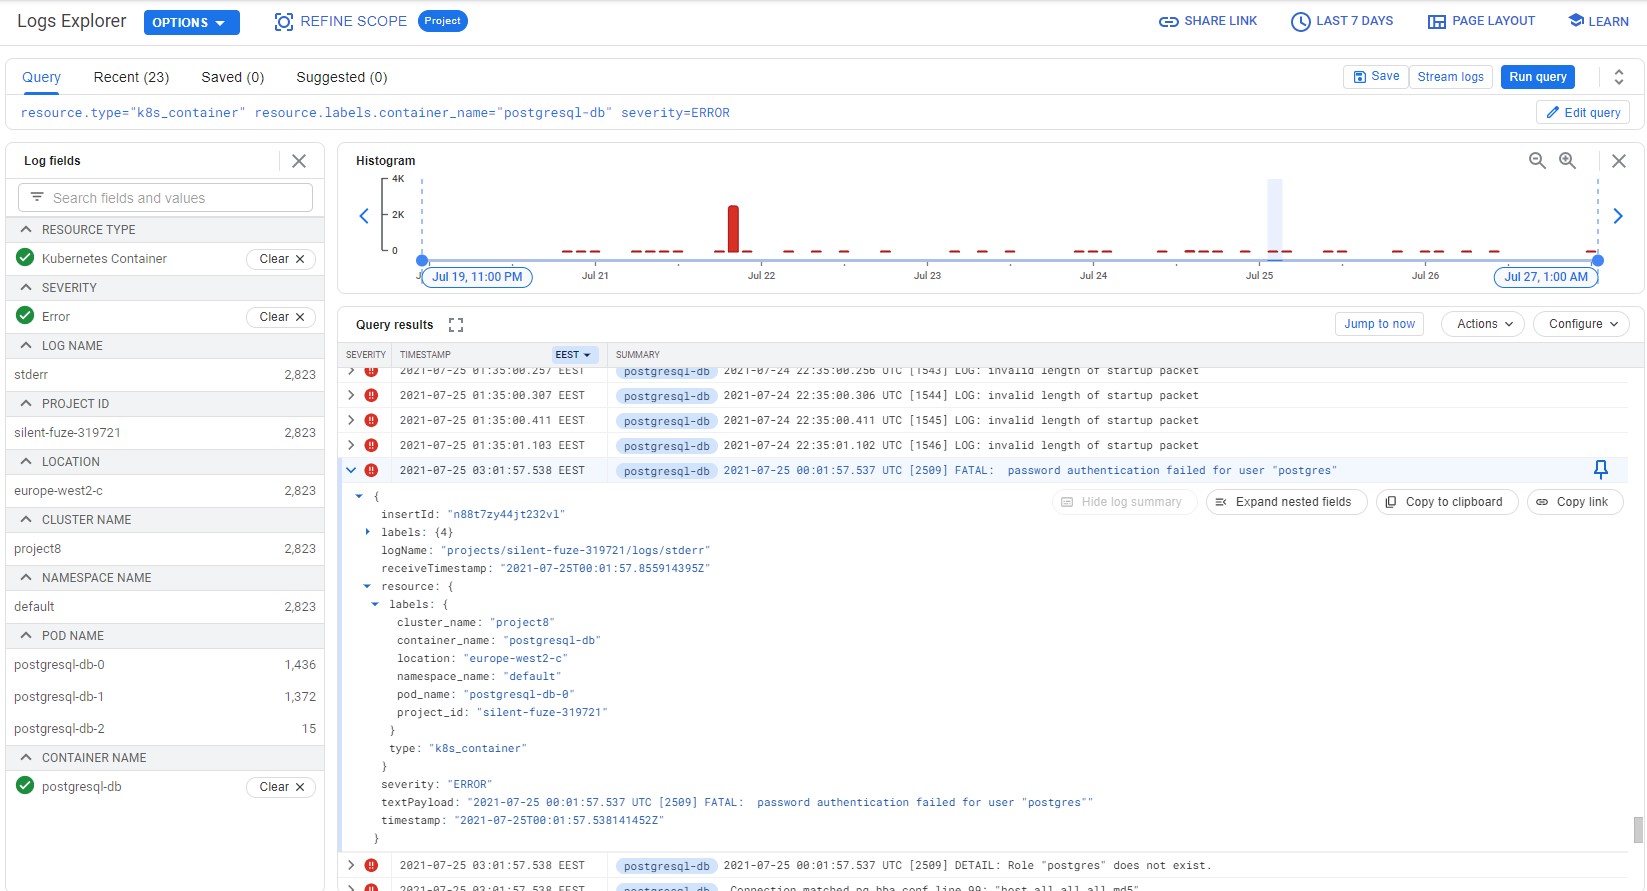 Logs Explorer OPTIONS REFINE SCOPE Project SHARE LINK LAST 7 DAYS PAGE LAYOUT LEARN
Query Recent (23) Saved (0) Suggested (0) Save Stream logs Run query
resource.type="k8s_container" resource.labels.container_name="postgresql-db" severity=ERROR Edit query
Log fields
Search fields and values
RESOURCE TYPE
Kubernetes Container Clear
SEVERITY
Error Clear
LOG NAME
stderr 2,823
PROJECT ID
silent-fuze-319721 2,823
LOCATION
europe-west2-c 2,823
CLUSTER NAME
project8 2,823
NAMESPACE NAME
default 2,823
POD NAME
postgresql-db-0 1,436
postgresql-db-1 1,372
postgresql-db-2 15
CONTAINER NAME
postgresql-db Clear
Histogram
4K
2K
0
Jul 21 Jul 22 Jul 23 Jul 24 Jul 25 Jul 26
Jul 19, 11:00 PM Jul 27, 1:00 AM
Query results Jump to now Actions Configure
SEVERITY TIMESTAMP EEST SUMMARY
2021-07-25 01:35:00.257 EEST postgresql-db 2021-07-24 22:35:00.256 UTC [1543] LOG: invalid length of startup packet
2021-07-25 01:35:00.307 EEST postgresql-db 2021-07-24 22:35:00.306 UTC [1544] LOG: invalid length of startup packet
2021-07-25 01:35:00.411 EEST postgresql-db 2021-07-24 22:35:00.411 UTC [1545] LOG: invalid length of startup packet
2021-07-25 01:35:01.103 EEST postgresql-db 2021-07-24 22:35:01.102 UTC [1546] LOG: invalid length of startup packet
2021-07-25 03:01:57.538 EEST postgresql-db 2021-07-25 00:01:57.537 UTC [2509] FATAL: password authentication failed for user "postgres"
{
Hide log summary Expand nested fields Copy to clipboard Copy link
insertId: "n88t7zy44jt232vl"
labels: {4}
logName: "projects/silent-fuze-319721/logs/stderr"
receiveTimestamp: "2021-07-25T00:01:57.855914395Z"
resource: {
labels: {
cluster_name: "project8"
container_name: "postgresql-db"
location: "europe-west2-c"
namespace_name: "default"
pod_name: "postgresql-db-0"
project_id: "silent-fuze-319721"
}
type: "k8s_container"
}
severity: "ERROR"
textPayload: "2021-07-25 00:01:57.537 UTC [2509] FATAL: password authentication failed for user "postgres""
timestamp: "2021-07-25T00:01:57.538141452Z"
}
2021-07-25 03:01:57.538 EEST postgresql-db 2021-07-25 00:01:57.537 UTC [2509] DETAIL: Role "postgres" does not exist.
2021-07-25 03:01:57.538 EEST postgresql-db Connection matched pg_hba.conf line 99: "host all all all md5"